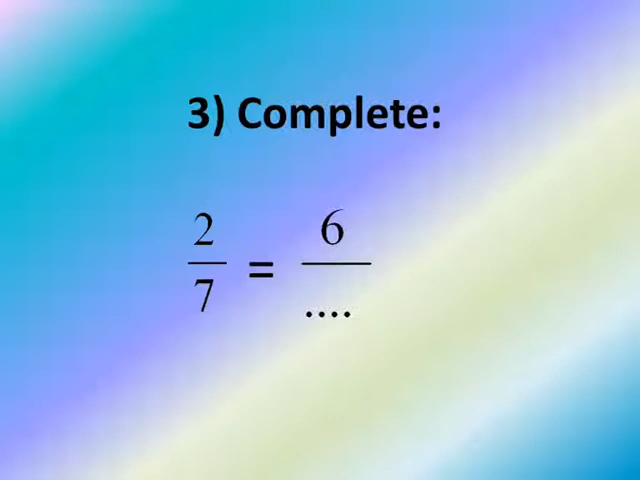 3) Complete:
2/7 = 6/....